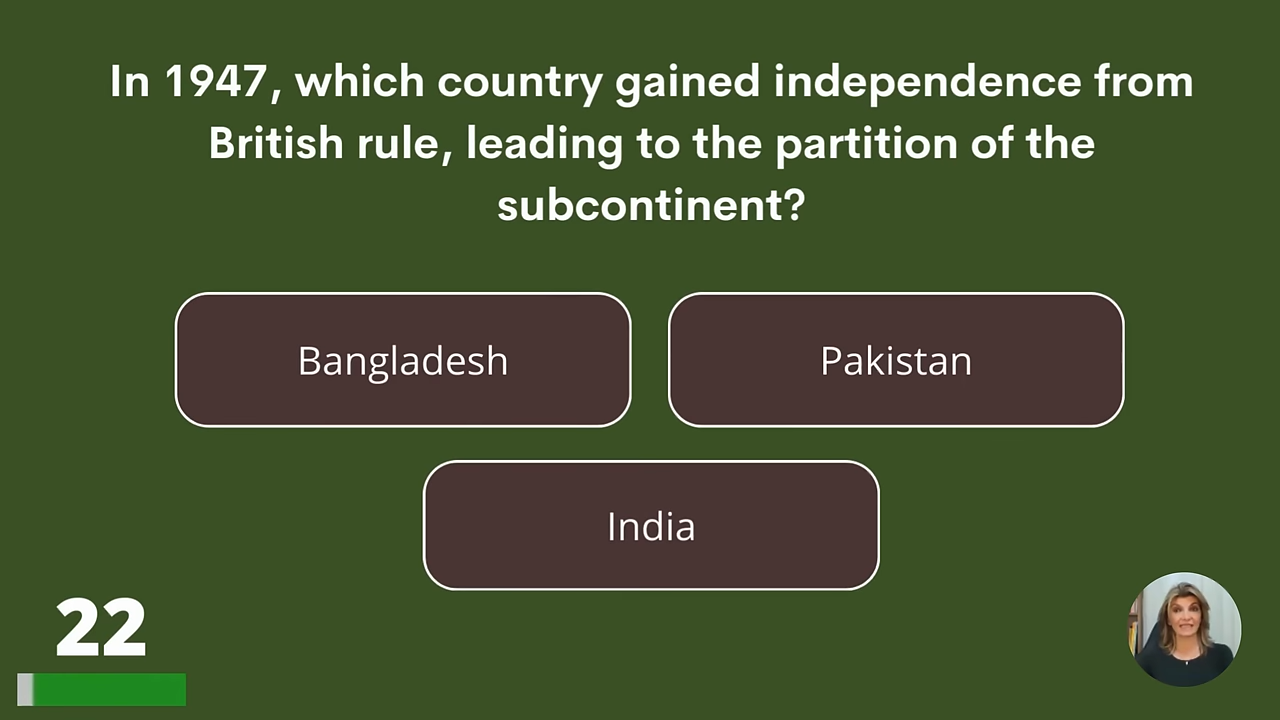 In 1947, which country gained independence from
British rule, leading to the partition of the
subcontinent?
Bangladesh
Pakistan
India
22